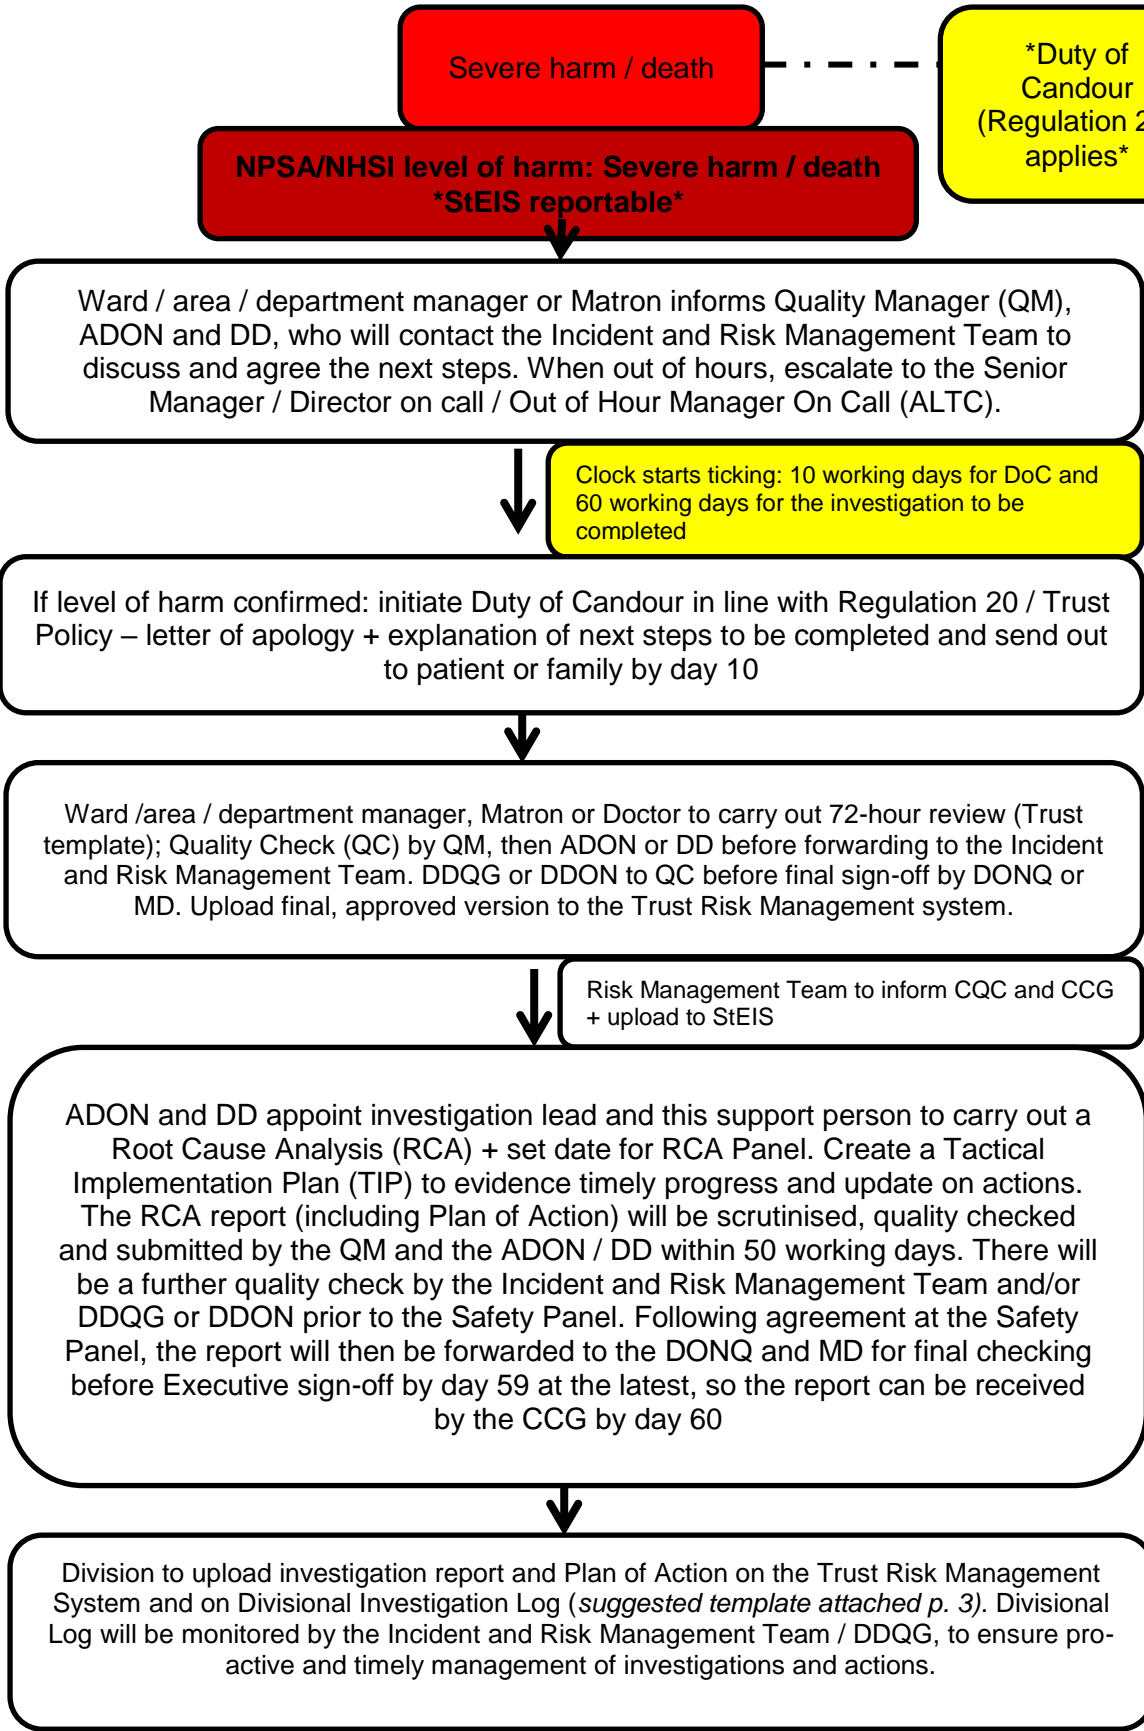 Severe harm / death
*Duty of
Candour
(Regulation 2
applies*
NPSA/NHSI level of harm: Severe harm / death
*StEIS reportable*
Ward / area / department manager or Matron informs Quality Manager (QM),
ADON and DD, who will contact the Incident and Risk Management Team to
discuss and agree the next steps. When out of hours, escalate to the Senior
Manager / Director on call / Out of Hour Manager On Call (ALTC).
Clock starts ticking: 10 working days for DoC and
60 working days for the investigation to be
completed
If level of harm confirmed: initiate Duty of Candour in line with Regulation 20 / Trust
Policy – letter of apology + explanation of next steps to be completed and send out
to patient or family by day 10
Ward /area / department manager, Matron or Doctor to carry out 72-hour review (Trust
template); Quality Check (QC) by QM, then ADON or DD before forwarding to the Incident
and Risk Management Team. DDQG or DDON to QC before final sign-off by DONQ or
MD. Upload final, approved version to the Trust Risk Management system.
Risk Management Team to inform CQC and CCG
+ upload to StEIS
ADON and DD appoint investigation lead and this support person to carry out a
Root Cause Analysis (RCA) + set date for RCA Panel. Create a Tactical
Implementation Plan (TIP) to evidence timely progress and update on actions.
The RCA report (including Plan of Action) will be scrutinised, quality checked
and submitted by the QM and the ADON / DD within 50 working days. There will
be a further quality check by the Incident and Risk Management Team and/or
DDQG or DDON prior to the Safety Panel. Following agreement at the Safety
Panel, the report will then be forwarded to the DONQ and MD for final checking
before Executive sign-off by day 59 at the latest, so the report can be received
by the CCG by day 60
Division to upload investigation report and Plan of Action on the Trust Risk Management
System and on Divisional Investigation Log (suggested template attached p. 3). Divisional
Log will be monitored by the Incident and Risk Management Team / DDQG, to ensure pro-
active and timely management of investigations and actions.